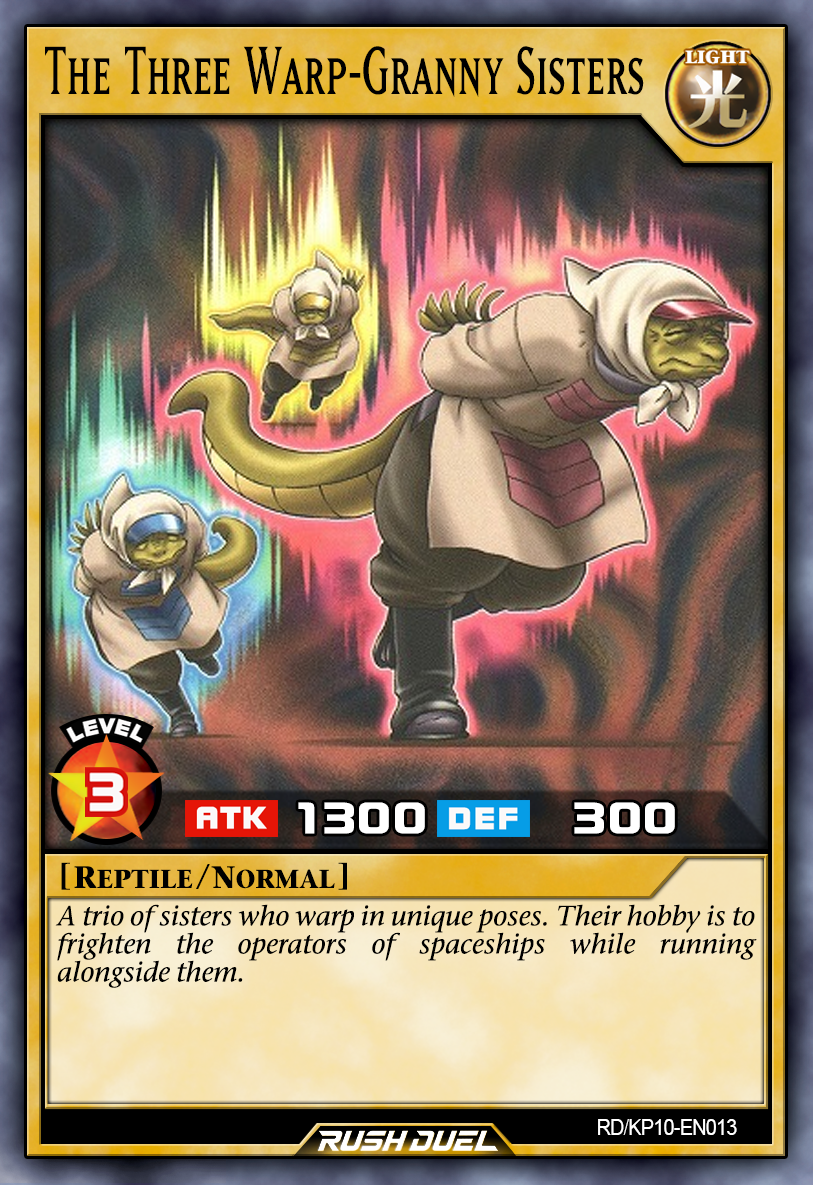 The Three Warp-Granny Sisters
LIGHT
光
LEVEL
3
ATK 1300 DEF 300
[Reptile/Normal]
A trio of sisters who warp in unique poses. Their hobby is to
frighten the operators of spaceships while running
alongside them.
RD/KP10-EN013
RUSH DUEL